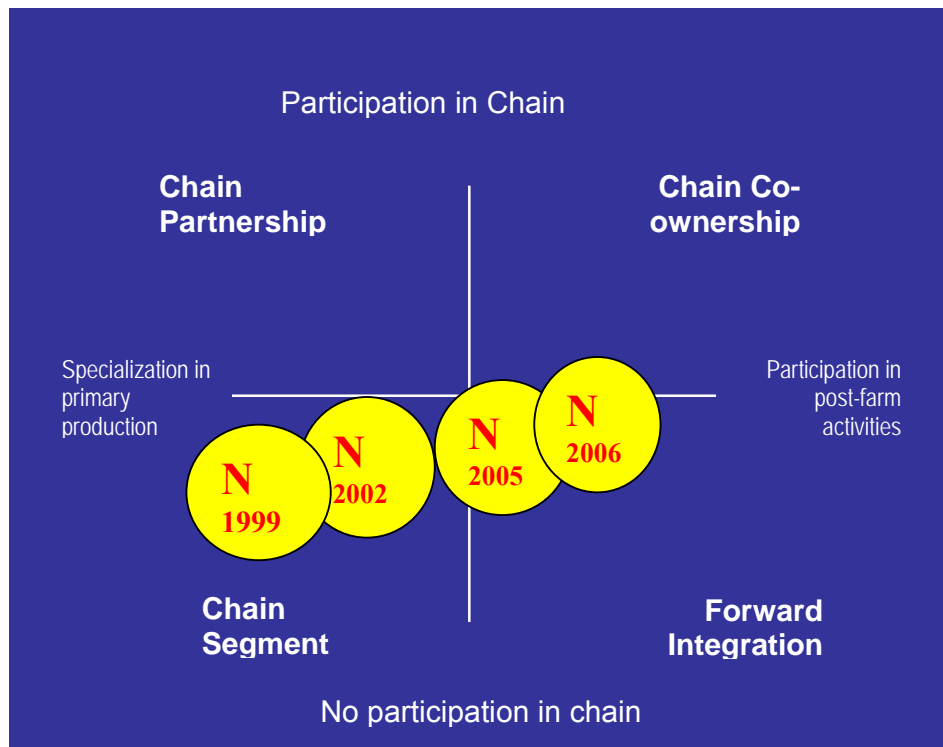 Participation in Chain
Chain
Partnership
Chain Co-
ownership
Specialization in
primary
production
Participation in
post-farm
activities
N
1999
N
2002
N
2005
N
2006
Chain
Segment
Forward
Integration
No participation in chain